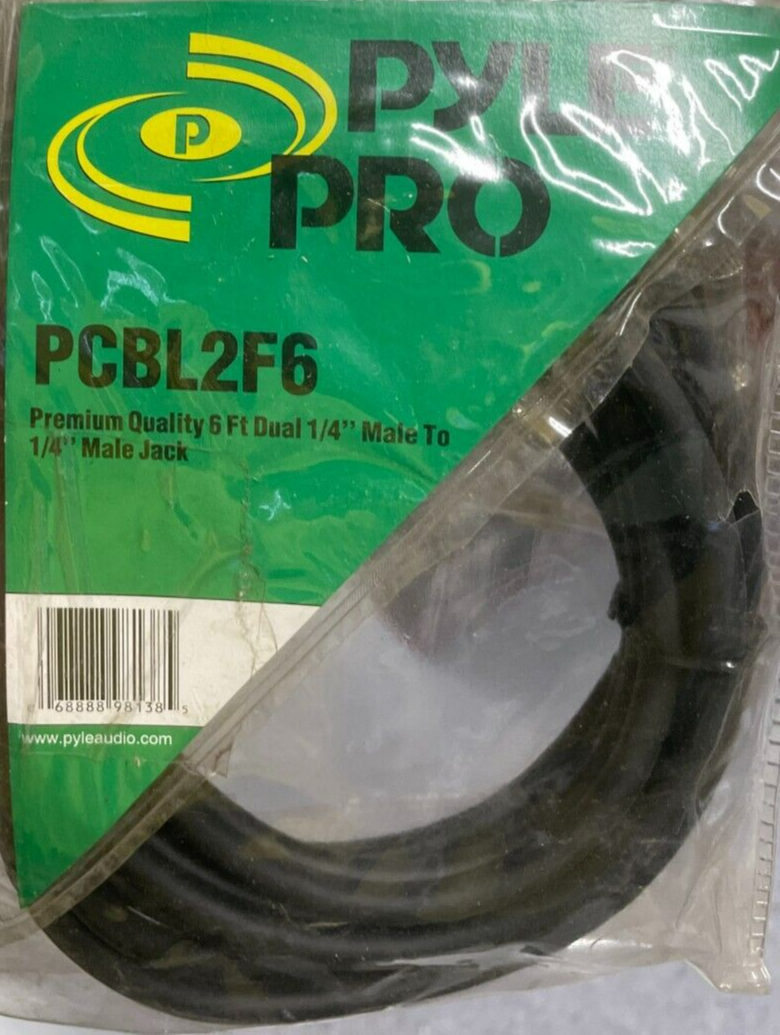 P
PYLE
PRO
PCBL2F6
Premium Quality 6 Ft Dual 1/4” Male To
1/4” Male Jack
68888 98138 5
www.pyleaudio.com